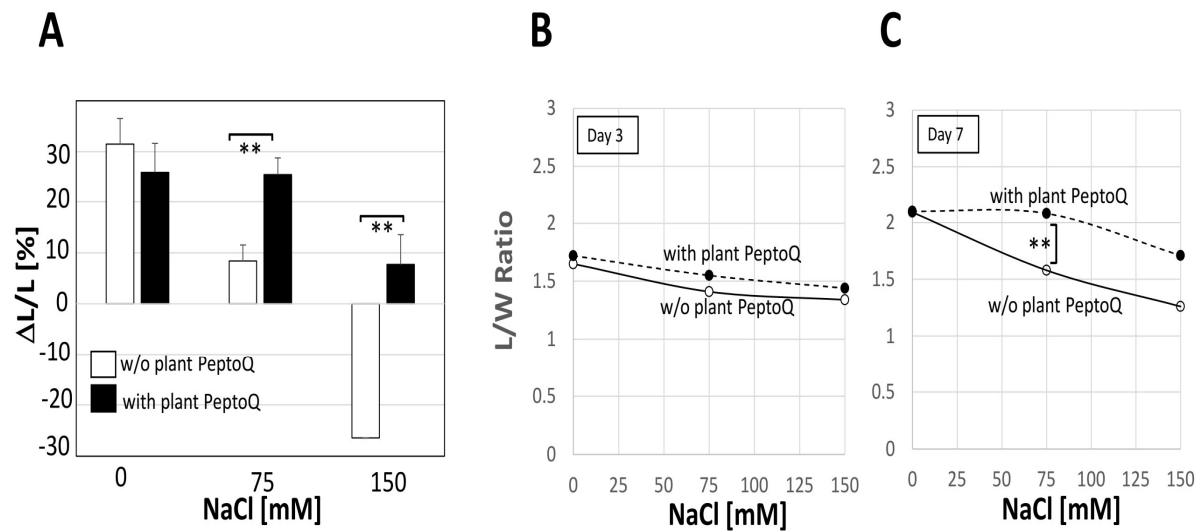 A
ΔL/L [%]
30
20
10
0
-10
-20
-30
**
**
w/o plant PeptoQ
with plant PeptoQ
0 75 150
NaCl [mM]
B
L/W Ratio
3
2.5
2
1.5
1
0.5
0
Day 3
with plant PeptoQ
w/o plant PeptoQ
0 25 50 75 100 125 150
NaCl [mM]
C
3
2.5
2
1.5
1
0.5
0
Day 7
with plant PeptoQ
**
w/o plant PeptoQ
0 25 50 75 100 125 150
NaCl [mM]